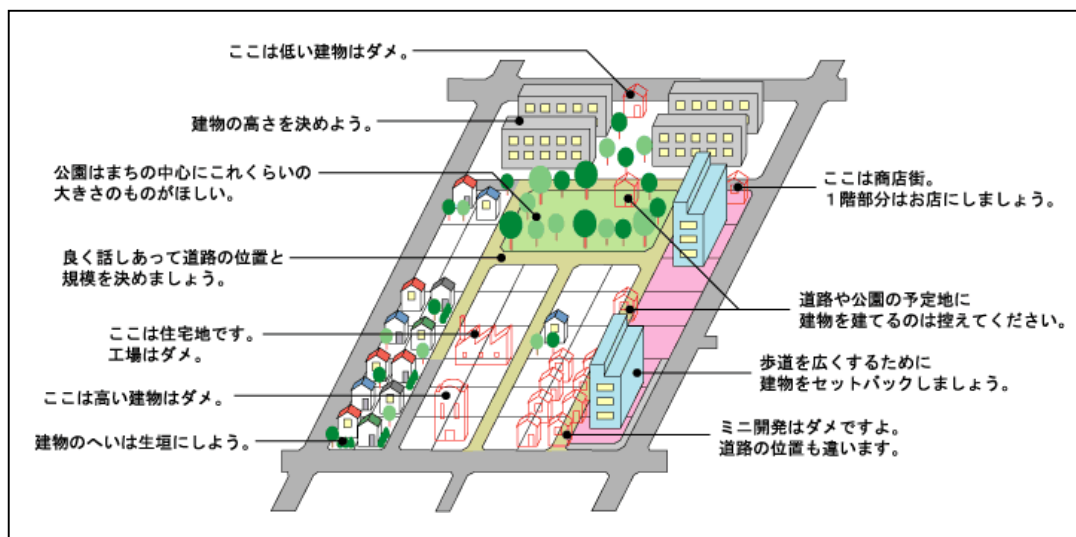 ここは低い建物はダメ。
建物の高さを決めよう。
公園はまちの中心にこれくらいの
大きさのものがほしい。
ここは商店街。
１階部分はお店にしましょう。
良く話しあって道路の位置と
規模を決めましょう。
道路や公園の予定地に
建物を建てるのは控えてください。
ここは住宅地です。
工場はダメ。
歩道を広くするために
建物をセットバックしましょう。
ここは高い建物はダメ。
ミニ開発はダメですよ。
道路の位置も違います。
建物のへいは生垣にしよう。